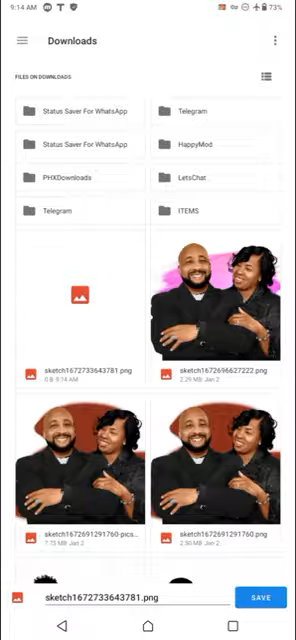 9:14 AM
73%
Downloads
FILES ON DOWNLOADS
Status Saver For WhatsApp
Telegram
Status Saver For WhatsApp
HappyMod
PHXDownloads
LetsChat
Telegram
ITEMS
sketch1672733643781.png
0 B 9:14 AM
sketch1672696627222.png
2.29 MB Jan 2
sketch1672691291760-pics...
7.73 MB Jan 2
sketch1672691291760.png
2.90 MB Jan 2
sketch1672733643781.png
SAVE